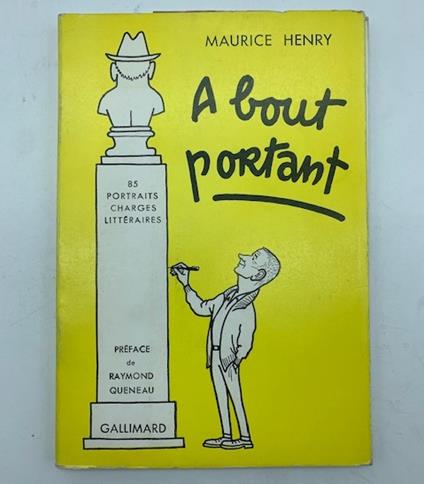 MAURICE HENRY
A bout
portant
85
PORTRAITS
CHARGES
LITTÉRAIRES
PRÉFACE
de
RAYMOND
QUENEAU
GALLIMARD